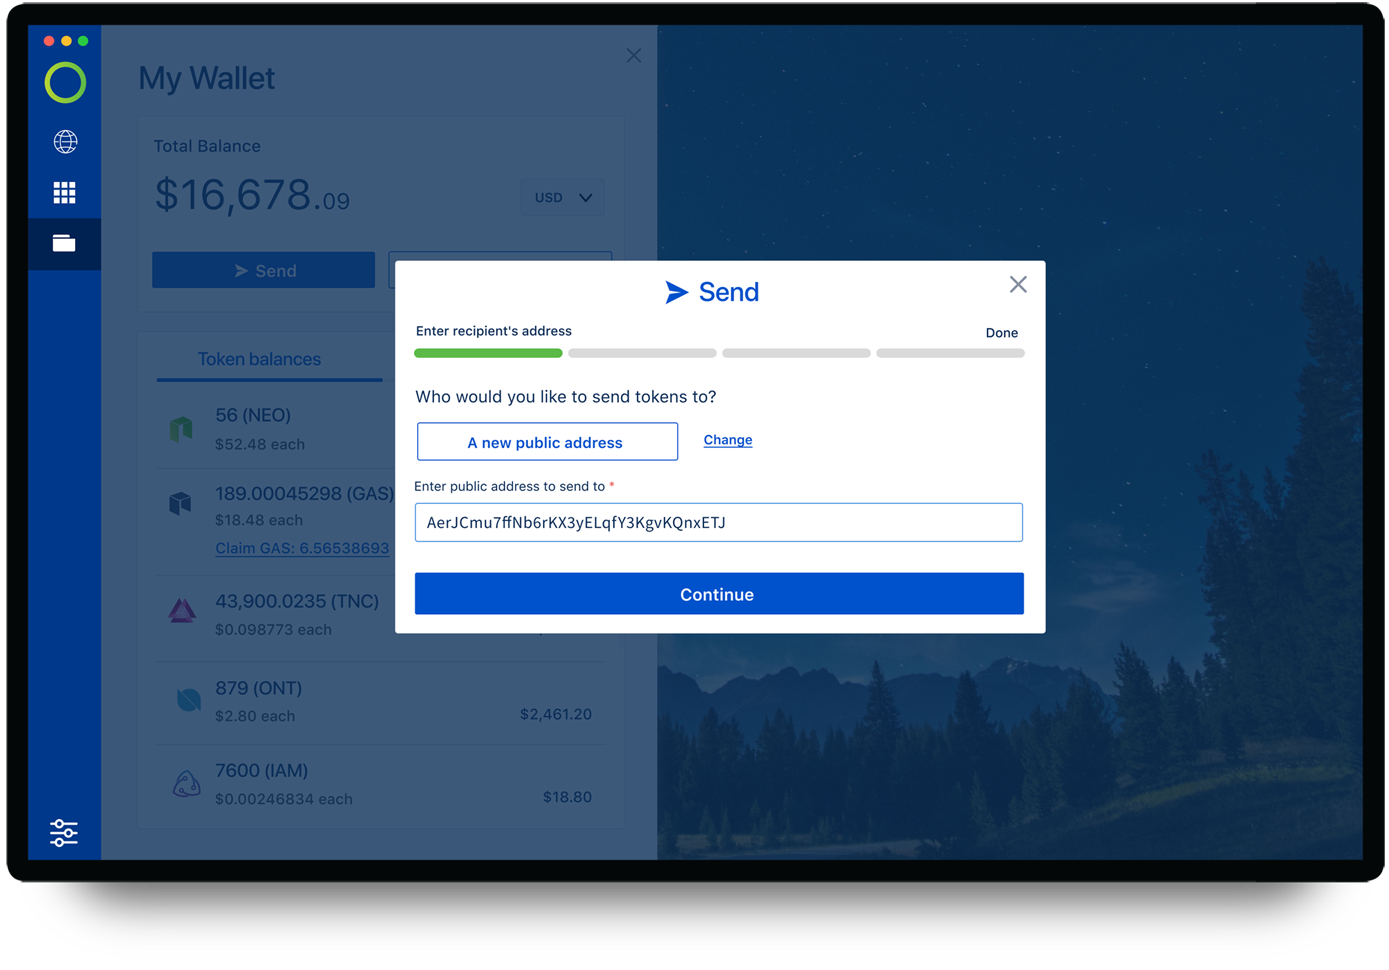 My Wallet
Total Balance
$16,678.09
USD
Send
Token balances
56 (NEO)
$52.48 each
189.00045298 (GAS)
$18.48 each
Claim GAS: 6.56538693
43,900.0235 (TNC)
$0.098773 each
879 (ONT)
$2.80 each
$2,461.20
7600 (IAM)
$0.00246834 each
$18.80
Send
Enter recipient's address
Done
Who would you like to send tokens to?
A new public address
Change
Enter public address to send to *
AerJCmu7ffNb6rKX3yELqfY3KgvKQnxETJ
Continue